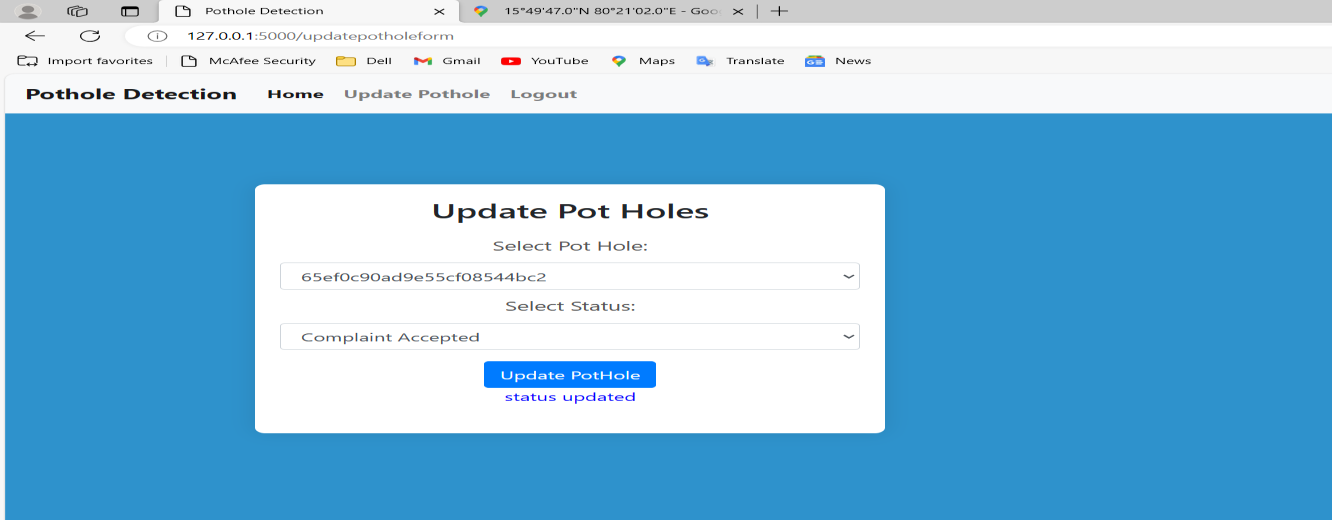 Pothole Detection
15°49'47.0"N 80°21'02.0"E - Goo
127.0.0.1:5000/updatepotholeform
Import favorites McAfee Security Dell Gmail YouTube Maps Translate News
Pothole Detection Home Update Pothole Logout
Update Pot Holes
Select Pot Hole:
65ef0c90ad9e55cf08544bc2
Select Status:
Complaint Accepted
Update PotHole
status updated